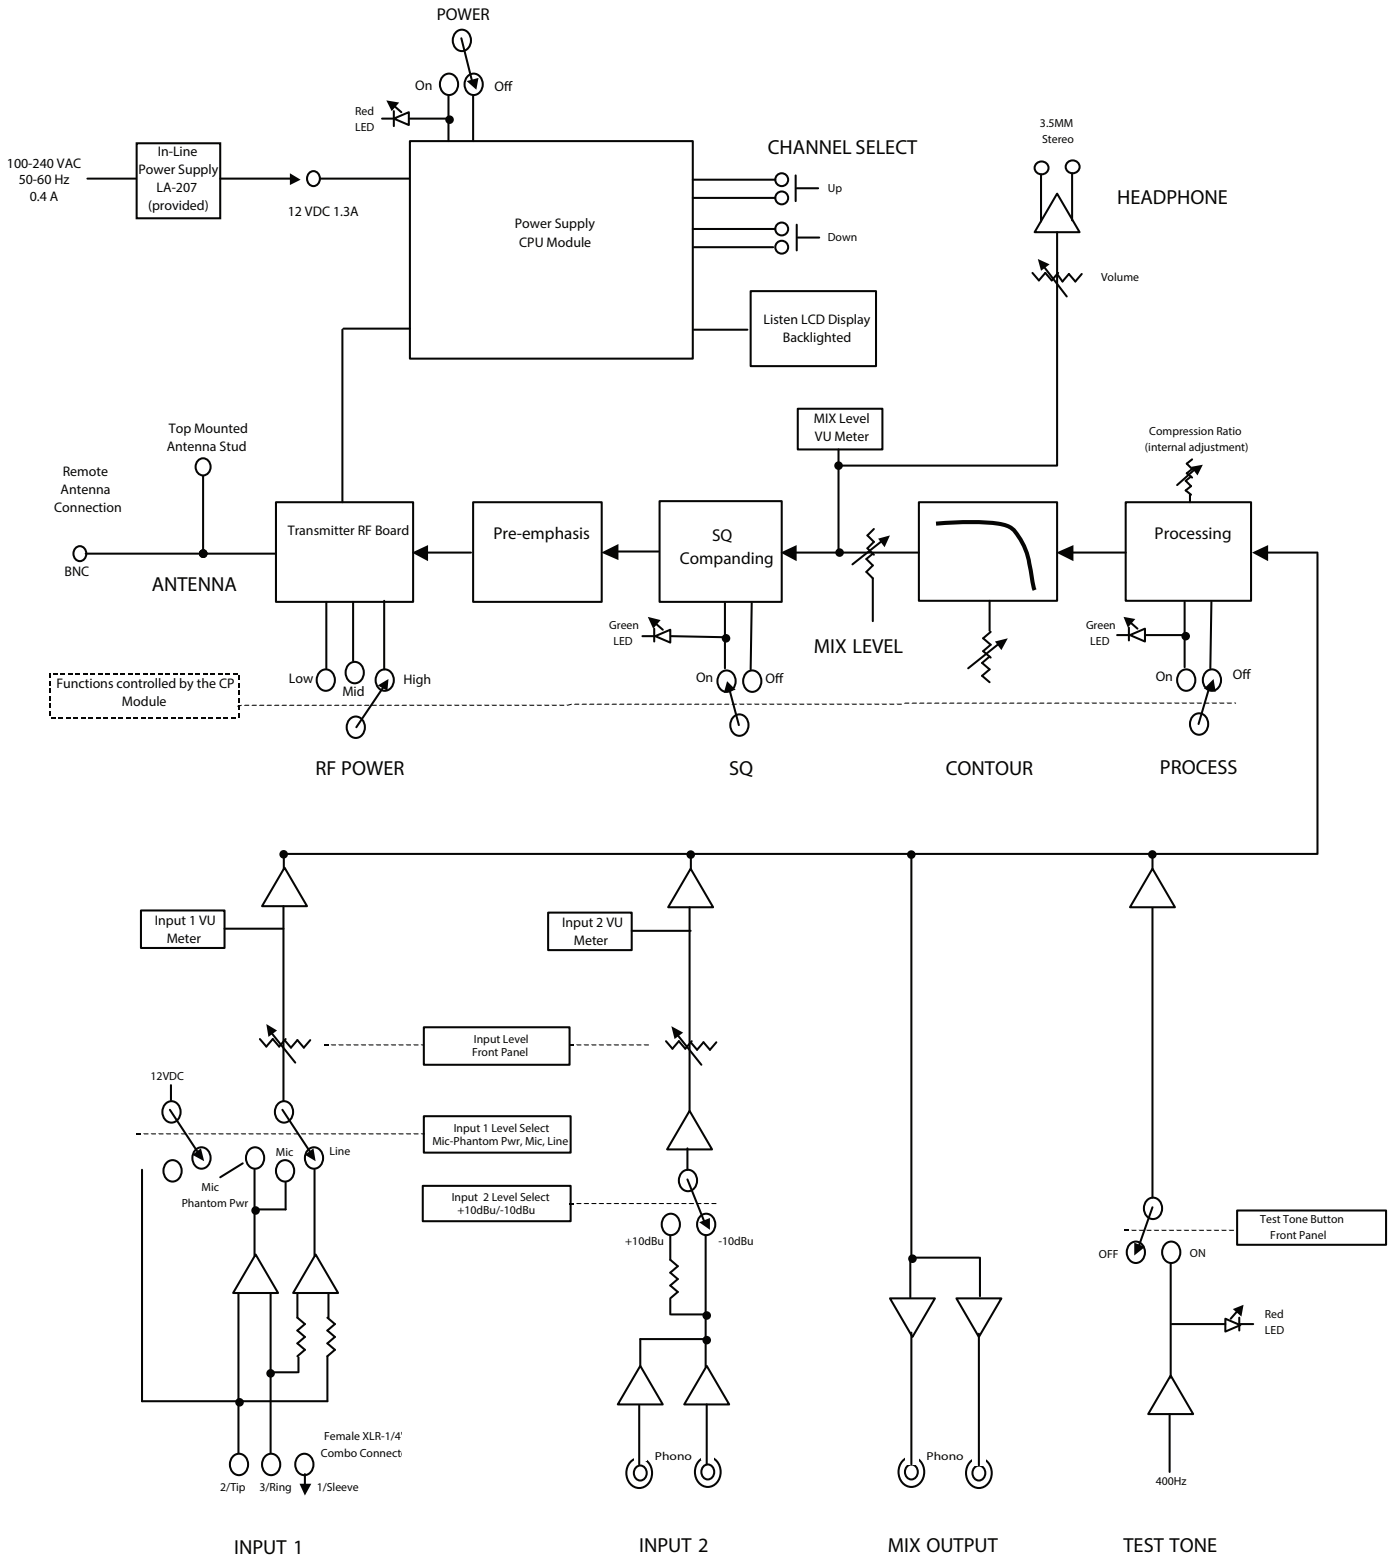 POWER
On
Off
Red
LED
100-240 VAC
50-60 Hz
0.4 A
In-Line
Power Supply
LA-207
(provided)
12 VDC 1.3A
Power Supply
CPU Module
CHANNEL SELECT
Up
Down
Listen LCD Display
Backlighted
3.5MM
Stereo
HEADPHONE
Volume
MIX Level
VU Meter
Compression Ratio
(internal adjustment)
Top Mounted
Antenna Stud
Remote
Antenna
Connection
BNC
ANTENNA
Transmitter RF Board
Pre-emphasis
SQ
Companding
MIX LEVEL
Processing
Green
LED
Green
LED
Low
Mid
High
On
Off
On
Off
Functions controlled by the CP
Module
RF POWER
SQ
CONTOUR
PROCESS
Input 1 VU
Meter
Input 2 VU
Meter
Input Level
Front Panel
12VDC
Input 1 Level Select
Mic-Phantom Pwr, Mic, Line
Mic
Line
Mic
Phantom Pwr
Input 2 Level Select
+10dBu/-10dBu
+10dBu
-10dBu
Test Tone Button
Front Panel
OFF
ON
Red
LED
Female XLR-1/4"
Combo Connect
2/Tip
3/Ring
1/Sleeve
Phono
Phono
400Hz
INPUT 1
INPUT 2
MIX OUTPUT
TEST TONE